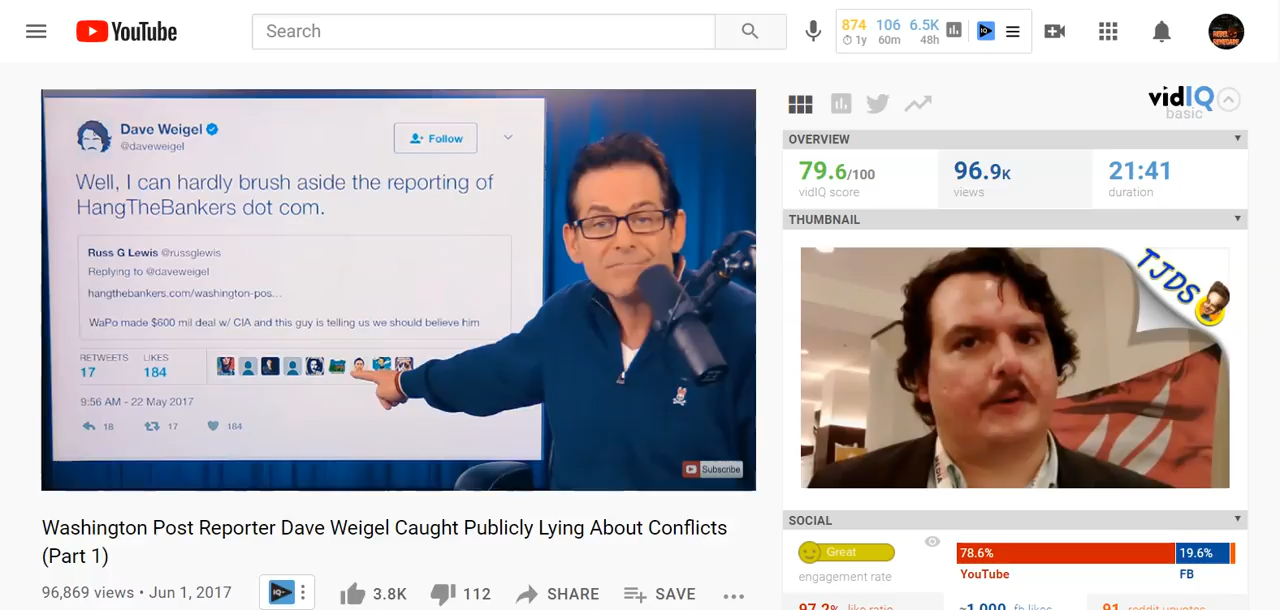 YouTube
Search
874 106 6.5K
1y 60m 48h
IQ
Dave Weigel
@daveweigel
Follow
Well, I can hardly brush aside the reporting of
HangTheBankers dot com.
Russ G Lewis @russglewis
Replying to @daveweigel
hangthebankers.com/washington-pos...
WaPo made $600 mil deal w/ CIA and this guy is telling us we should believe him
RETWEETS LIKES
17 184
9:56 AM - 22 May 2017
18 17 184
Subscribe
Washington Post Reporter Dave Weigel Caught Publicly Lying About Conflicts
(Part 1)
96,869 views • Jun 1, 2017
IQ
3.8K 112 SHARE SAVE
vidIQ
basic
OVERVIEW
79.6/100 96.9K 21:41
vidIQ score views duration
THUMBNAIL
TJDS
SOCIAL
Great
engagement rate
78.6% 19.6%
YouTube FB
97.2% like ratio ~1,000 fb likes 91 reddit upvotes